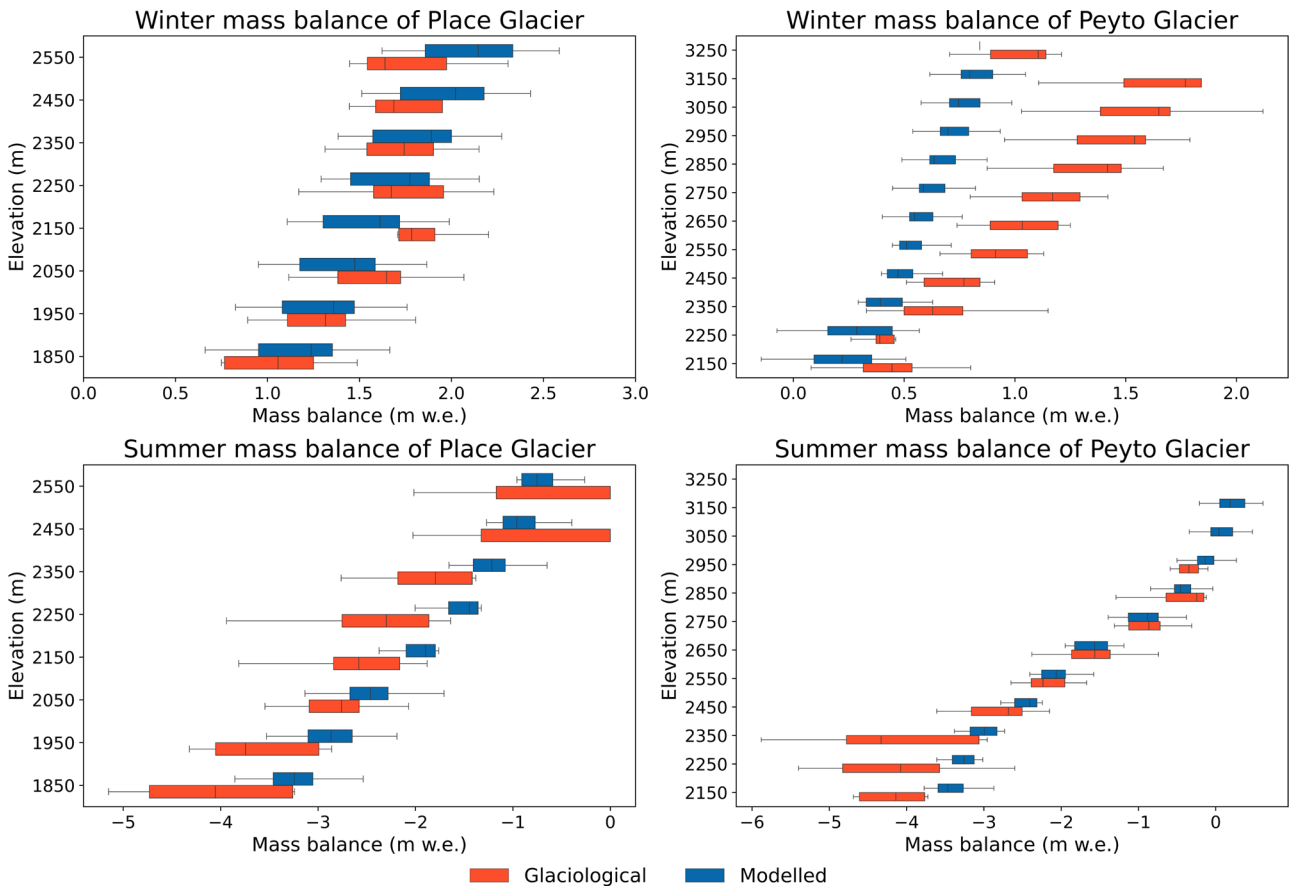 Winter mass balance of Place Glacier
Elevation (m)
2550
2450
2350
2250
2150
2050
1950
1850
0.0 0.5 1.0 1.5 2.0 2.5 3.0
Mass balance (m w.e.)
Winter mass balance of Peyto Glacier
Elevation (m)
3250
3150
3050
2950
2850
2750
2650
2550
2450
2350
2250
2150
0.0 0.5 1.0 1.5 2.0
Mass balance (m w.e.)
Summer mass balance of Place Glacier
Elevation (m)
2550
2450
2350
2250
2150
2050
1950
1850
−5 −4 −3 −2 −1 0
Mass balance (m w.e.)
Summer mass balance of Peyto Glacier
Elevation (m)
3250
3150
3050
2950
2850
2750
2650
2550
2450
2350
2250
2150
−6 −5 −4 −3 −2 −1 0
Mass balance (m w.e.)
Glaciological Modelled